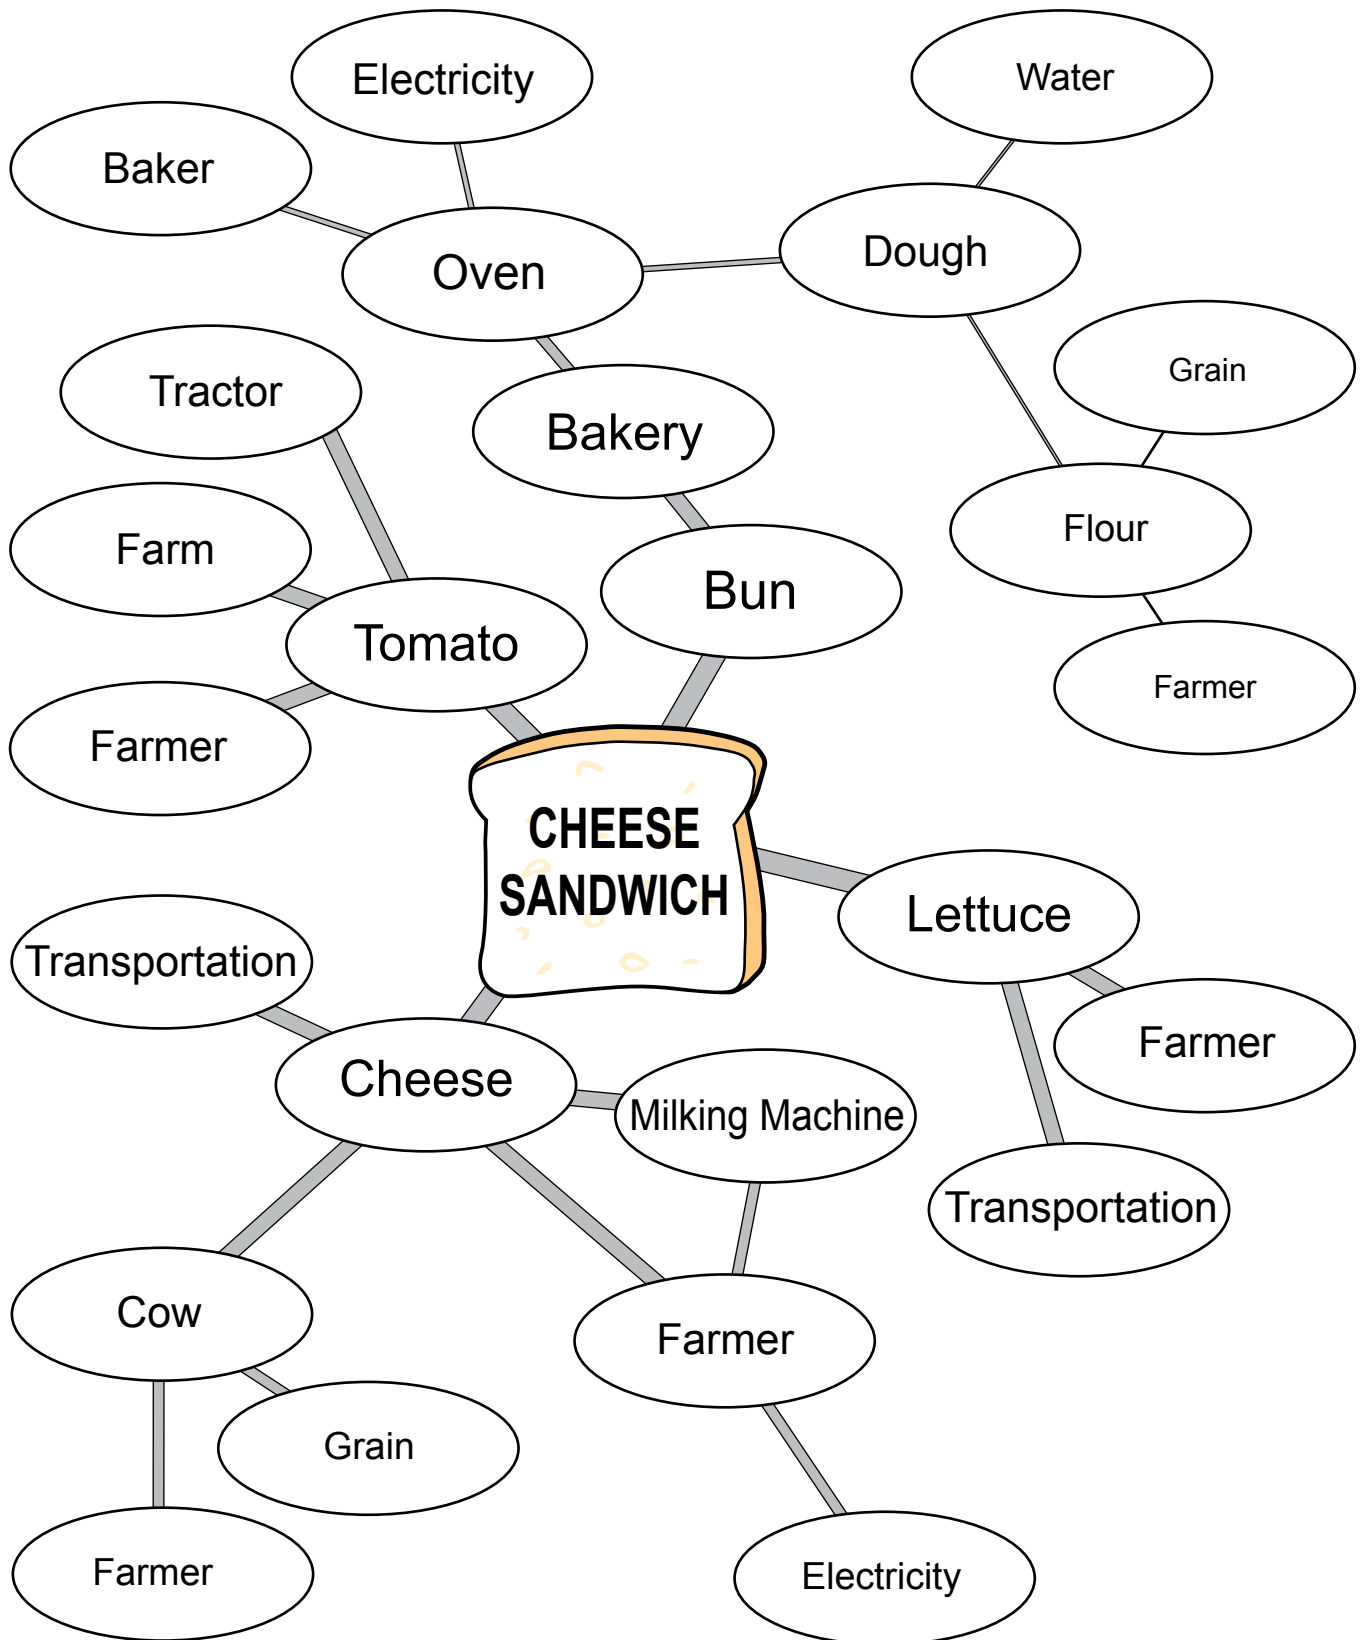 Electricity
Water
Baker
Dough
Oven
Grain
Tractor
Bakery
Flour
Farm
Bun
Tomato
Farmer
Farmer
CHEESE
SANDWICH
Lettuce
Transportation
Farmer
Cheese
Milking Machine
Transportation
Cow
Farmer
Grain
Farmer
Electricity